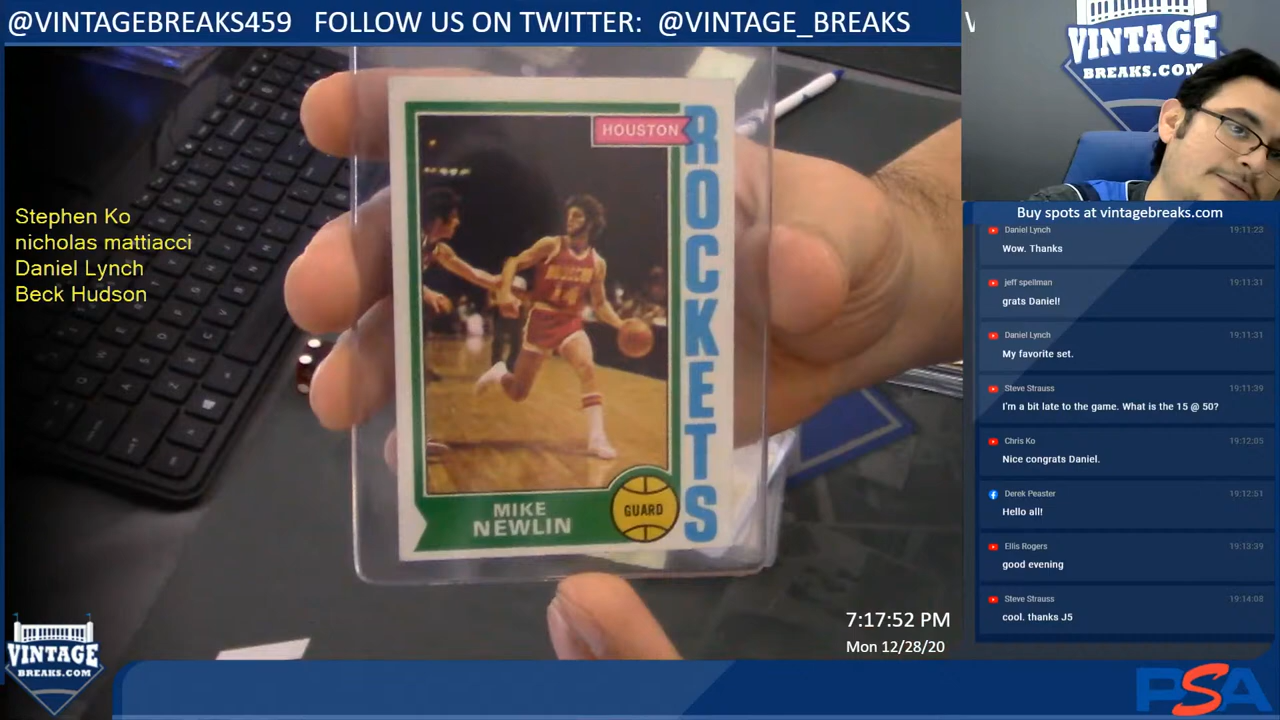 @VINTAGEBREAKS459 FOLLOW US ON TWITTER: @VINTAGE_BREAKS
VINTAGE
BREAKS.COM
Stephen Ko
nicholas mattiacci
Daniel Lynch
Beck Hudson
HOUSTON
ROCKETS
14
MIKE
NEWLIN
GUARD
Buy spots at vintagebreaks.com
Daniel Lynch 19:11:23
Wow. Thanks
jeff spellman 19:11:31
grats Daniel!
Daniel Lynch 19:11:31
My favorite set.
Steve Strauss 19:11:39
I'm a bit late to the game. What is the 15 @ 50?
Chris Ko 19:12:05
Nice congrats Daniel.
Derek Peaster 19:12:51
Hello all!
Ellis Rogers 19:13:39
good evening
Steve Strauss 19:14:08
cool. thanks J5
7:17:52 PM
Mon 12/28/20
VINTAGE
BREAKS.COM
PSA